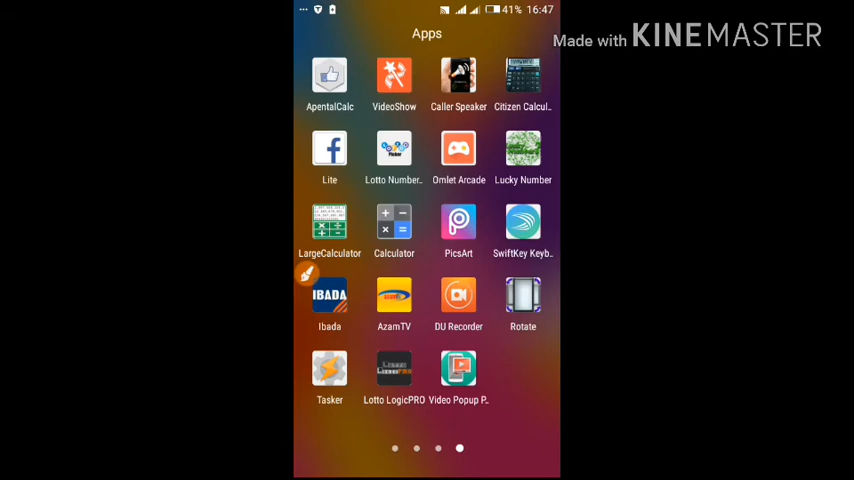 41% 16:47
Apps
Made with KINEMASTER
ApentalCalc VideoShow Caller Speaker Citizen Calcul..
Lite Lotto Number.. Omlet Arcade Lucky Number
LargeCalculator Calculator PicsArt SwiftKey Keyb..
IBADA
Ibada AzamTV DU Recorder Rotate
Tasker Lotto LogicPRO Video Popup P..